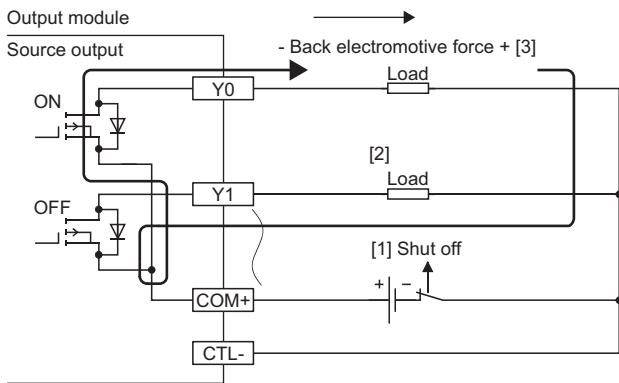 Output module
Source output
- Back electromotive force + [3]
Y0
Load
ON
[2]
Y1
Load
OFF
[1] Shut off
+ −
COM+
CTL-